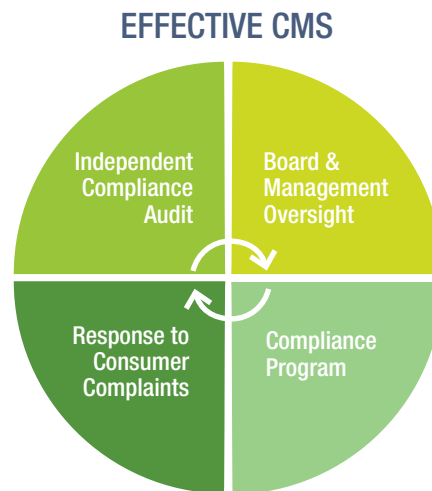 EFFECTIVE CMS
Independent
Compliance
Audit
Board &
Management
Oversight
Response to
Consumer
Complaints
Compliance
Program